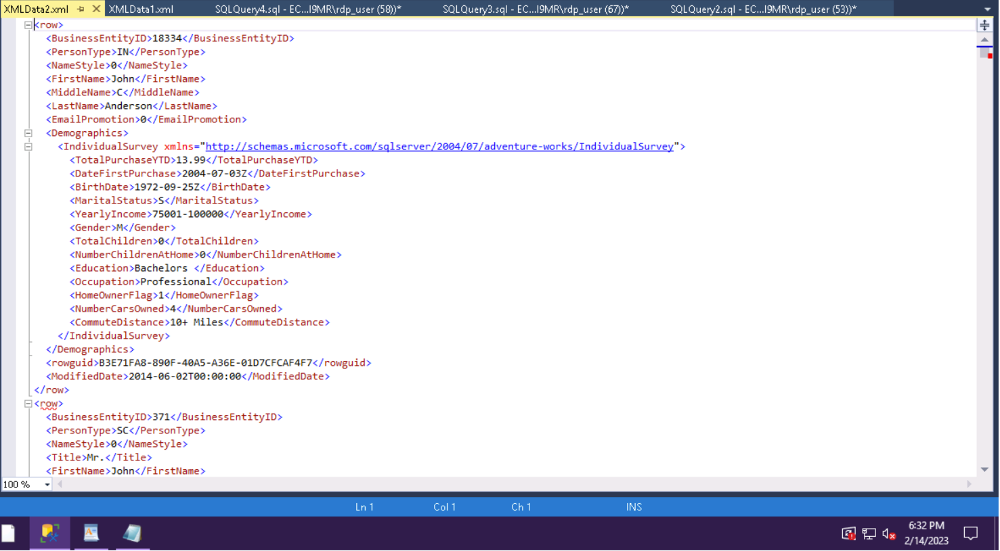 XMLData2.xml XMLData1.xml SQLQuery4.sql - EC...I9MR\rdp_user (58))* SQLQuery3.sql - EC...I9MR\rdp_user (67))* SQLQuery2.sql - EC...I9MR\rdp_user (53))*
<row>
<BusinessEntityID>18334</BusinessEntityID>
<PersonType>IN</PersonType>
<NameStyle>0</NameStyle>
<FirstName>John</FirstName>
<MiddleName>C</MiddleName>
<LastName>Anderson</LastName>
<EmailPromotion>0</EmailPromotion>
<Demographics>
<IndividualSurvey xmlns="http://schemas.microsoft.com/sqlserver/2004/07/adventure-works/IndividualSurvey">
<TotalPurchaseYTD>13.99</TotalPurchaseYTD>
<DateFirstPurchase>2004-07-03Z</DateFirstPurchase>
<BirthDate>1972-09-25Z</BirthDate>
<MaritalStatus>S</MaritalStatus>
<YearlyIncome>75001-100000</YearlyIncome>
<Gender>M</Gender>
<TotalChildren>0</TotalChildren>
<NumberChildrenAtHome>0</NumberChildrenAtHome>
<Education>Bachelors </Education>
<Occupation>Professional</Occupation>
<HomeOwnerFlag>1</HomeOwnerFlag>
<NumberCarsOwned>4</NumberCarsOwned>
<CommuteDistance>10+ Miles</CommuteDistance>
</IndividualSurvey>
</Demographics>
<rowguid>B3E71FA8-890F-40A5-A36E-01D7CFCAF4F7</rowguid>
<ModifiedDate>2014-06-02T00:00:00</ModifiedDate>
</row>
<row>
<BusinessEntityID>371</BusinessEntityID>
<PersonType>SC</PersonType>
<NameStyle>0</NameStyle>
<Title>Mr.</Title>
<FirstName>John</FirstName>
100 %
Ln 1 Col 1 Ch 1 INS
6:32 PM
2/14/2023